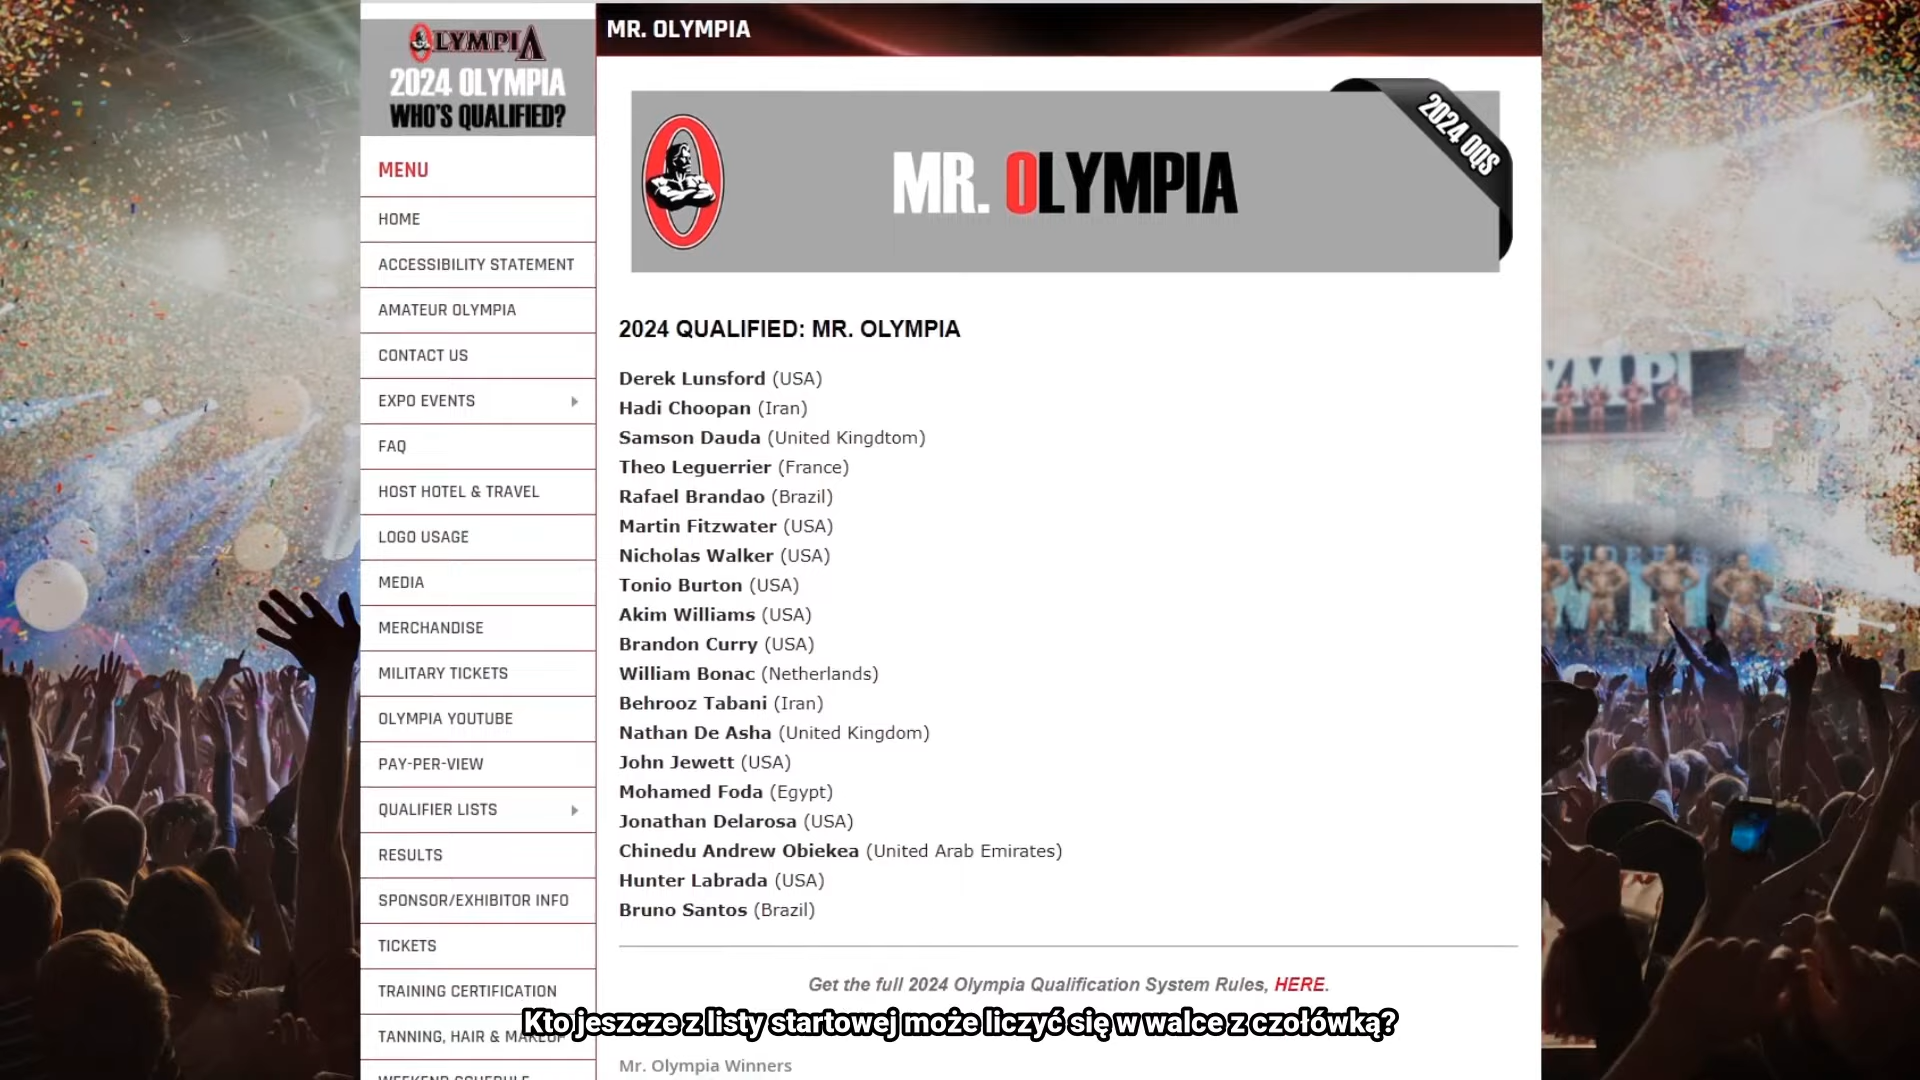 OLYMPIA
2024 OLYMPIA
WHO'S QUALIFIED?
MENU
HOME
ACCESSIBILITY STATEMENT
AMATEUR OLYMPIA
CONTACT US
EXPO EVENTS
FAQ
HOST HOTEL & TRAVEL
LOGO USAGE
MEDIA
MERCHANDISE
MILITARY TICKETS
OLYMPIA YOUTUBE
PAY-PER-VIEW
QUALIFIER LISTS
RESULTS
SPONSOR/EXHIBITOR INFO
TICKETS
TRAINING CERTIFICATION
TANNING, HAIR & MAKEUP
WEEKEND SCHEDULE
MR. OLYMPIA
2024 OQS
MR. OLYMPIA
2024 QUALIFIED: MR. OLYMPIA
Derek Lunsford (USA)
Hadi Choopan (Iran)
Samson Dauda (United Kingdtom)
Theo Leguerrier (France)
Rafael Brandao (Brazil)
Martin Fitzwater (USA)
Nicholas Walker (USA)
Tonio Burton (USA)
Akim Williams (USA)
Brandon Curry (USA)
William Bonac (Netherlands)
Behrooz Tabani (Iran)
Nathan De Asha (United Kingdom)
John Jewett (USA)
Mohamed Foda (Egypt)
Jonathan Delarosa (USA)
Chinedu Andrew Obiekea (United Arab Emirates)
Hunter Labrada (USA)
Bruno Santos (Brazil)
Get the full 2024 Olympia Qualification System Rules, HERE.
Kto jeszcze z listy startowej może liczyć się w walce z czołówką?
Mr. Olympia Winners